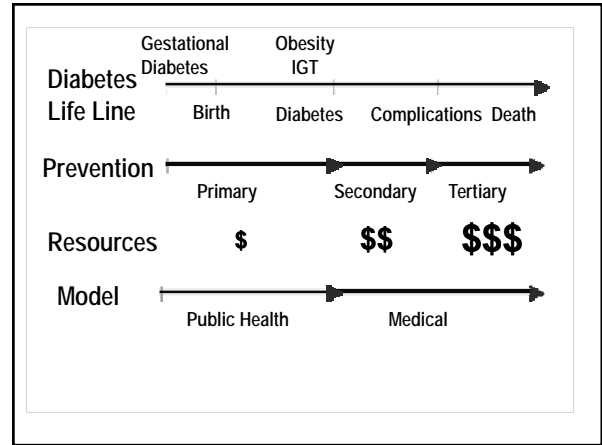 Gestational Obesity
Diabetes IGT
Diabetes
Life Line
Birth Diabetes Complications Death
Prevention
Primary Secondary Tertiary
Resources $ $$ $$$
Model
Public Health Medical